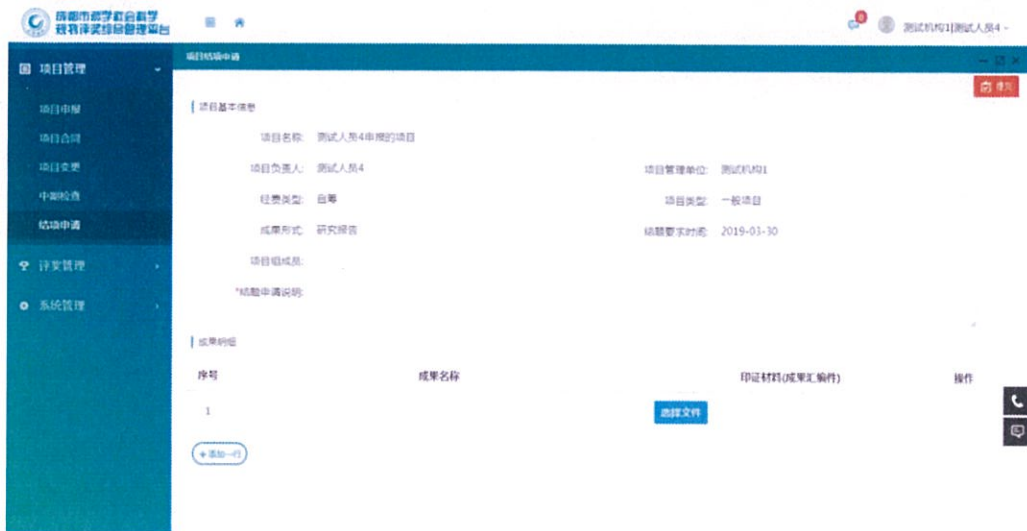 成都市哲学社会科学
规划评奖综合管理平台
测试机构1|测试人员4
项目管理
项目申报
项目合同
项目变更
中期检查
结项申请
评奖管理
系统管理
项目结项申请
项目基本信息
项目名称: 测试人员4申报的项目
项目负责人: 测试人员4 项目管理单位: 测试机构1
经费类型: 自筹 项目类型: 一般项目
成果形式: 研究报告 结题要求时间: 2019-03-30
项目组成员:
*结题申请说明:
成果明细
序号 成果名称 印证材料(成果汇编件) 操作
1 选择文件
+添加一行